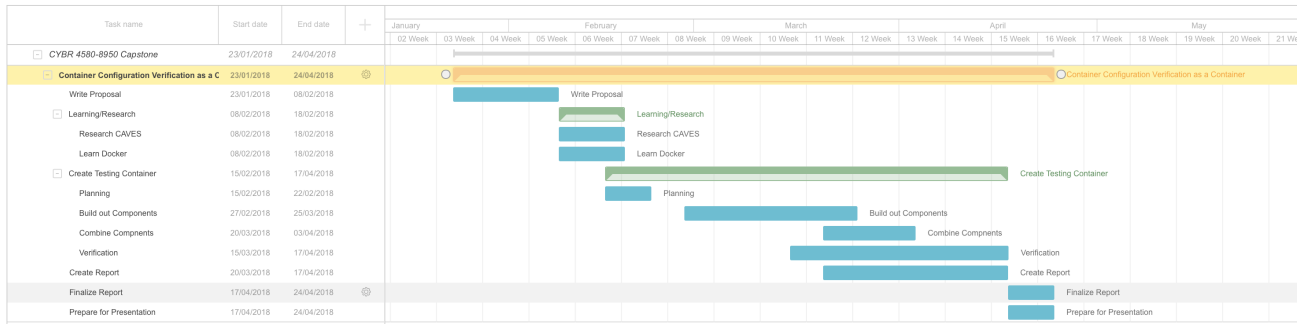 Task name Start date End date January February March April May
02 Week 03 Week 04 Week 05 Week 06 Week 07 Week 08 Week 09 Week 10 Week 11 Week 12 Week 13 Week 14 Week 15 Week 16 Week 17 Week 18 Week 19 Week 20 Week 21 We
CYBR 4580-8950 Capstone 23/01/2018 24/04/2018
Container Configuration Verification as a C 23/01/2018 24/04/2018 Container Configuration Verification as a Container
Write Proposal 23/01/2018 08/02/2018 Write Proposal
Learning/Research 08/02/2018 18/02/2018 Learning/Research
Research CAVES 08/02/2018 18/02/2018 Research CAVES
Learn Docker 08/02/2018 18/02/2018 Learn Docker
Create Testing Container 15/02/2018 17/04/2018 Create Testing Container
Planning 15/02/2018 22/02/2018 Planning
Build out Components 27/02/2018 25/03/2018 Build out Components
Combine Compnents 20/03/2018 03/04/2018 Combine Compnents
Verification 15/03/2018 17/04/2018 Verification
Create Report 20/03/2018 17/04/2018 Create Report
Finalize Report 17/04/2018 24/04/2018 Finalize Report
Prepare for Presentation 17/04/2018 24/04/2018 Prepare for Presentation